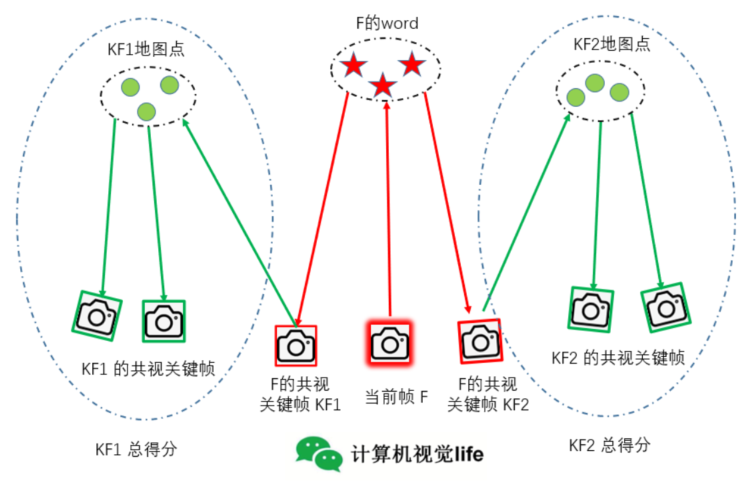 F的word
KF1地图点
KF2地图点
KF1 的共视关键帧
F的共视
关键帧 KF1
当前帧 F
F的共视
关键帧 KF2
KF2 的共视关键帧
KF1 总得分
计算机视觉life
KF2 总得分